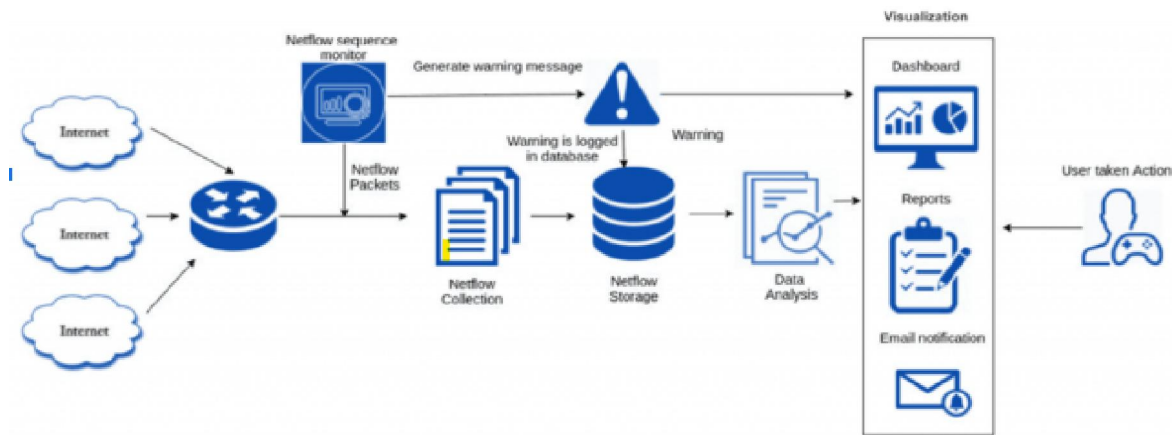 Visualization
Netflow sequence
monitor
Generate warning message
Dashboard
Internet
Warning is logged
in database
Warning
Netflow
Packets
User taken Action
Reports
Internet
Netflow
Collection
Netflow
Storage
Data
Analysis
Internet
Email notification